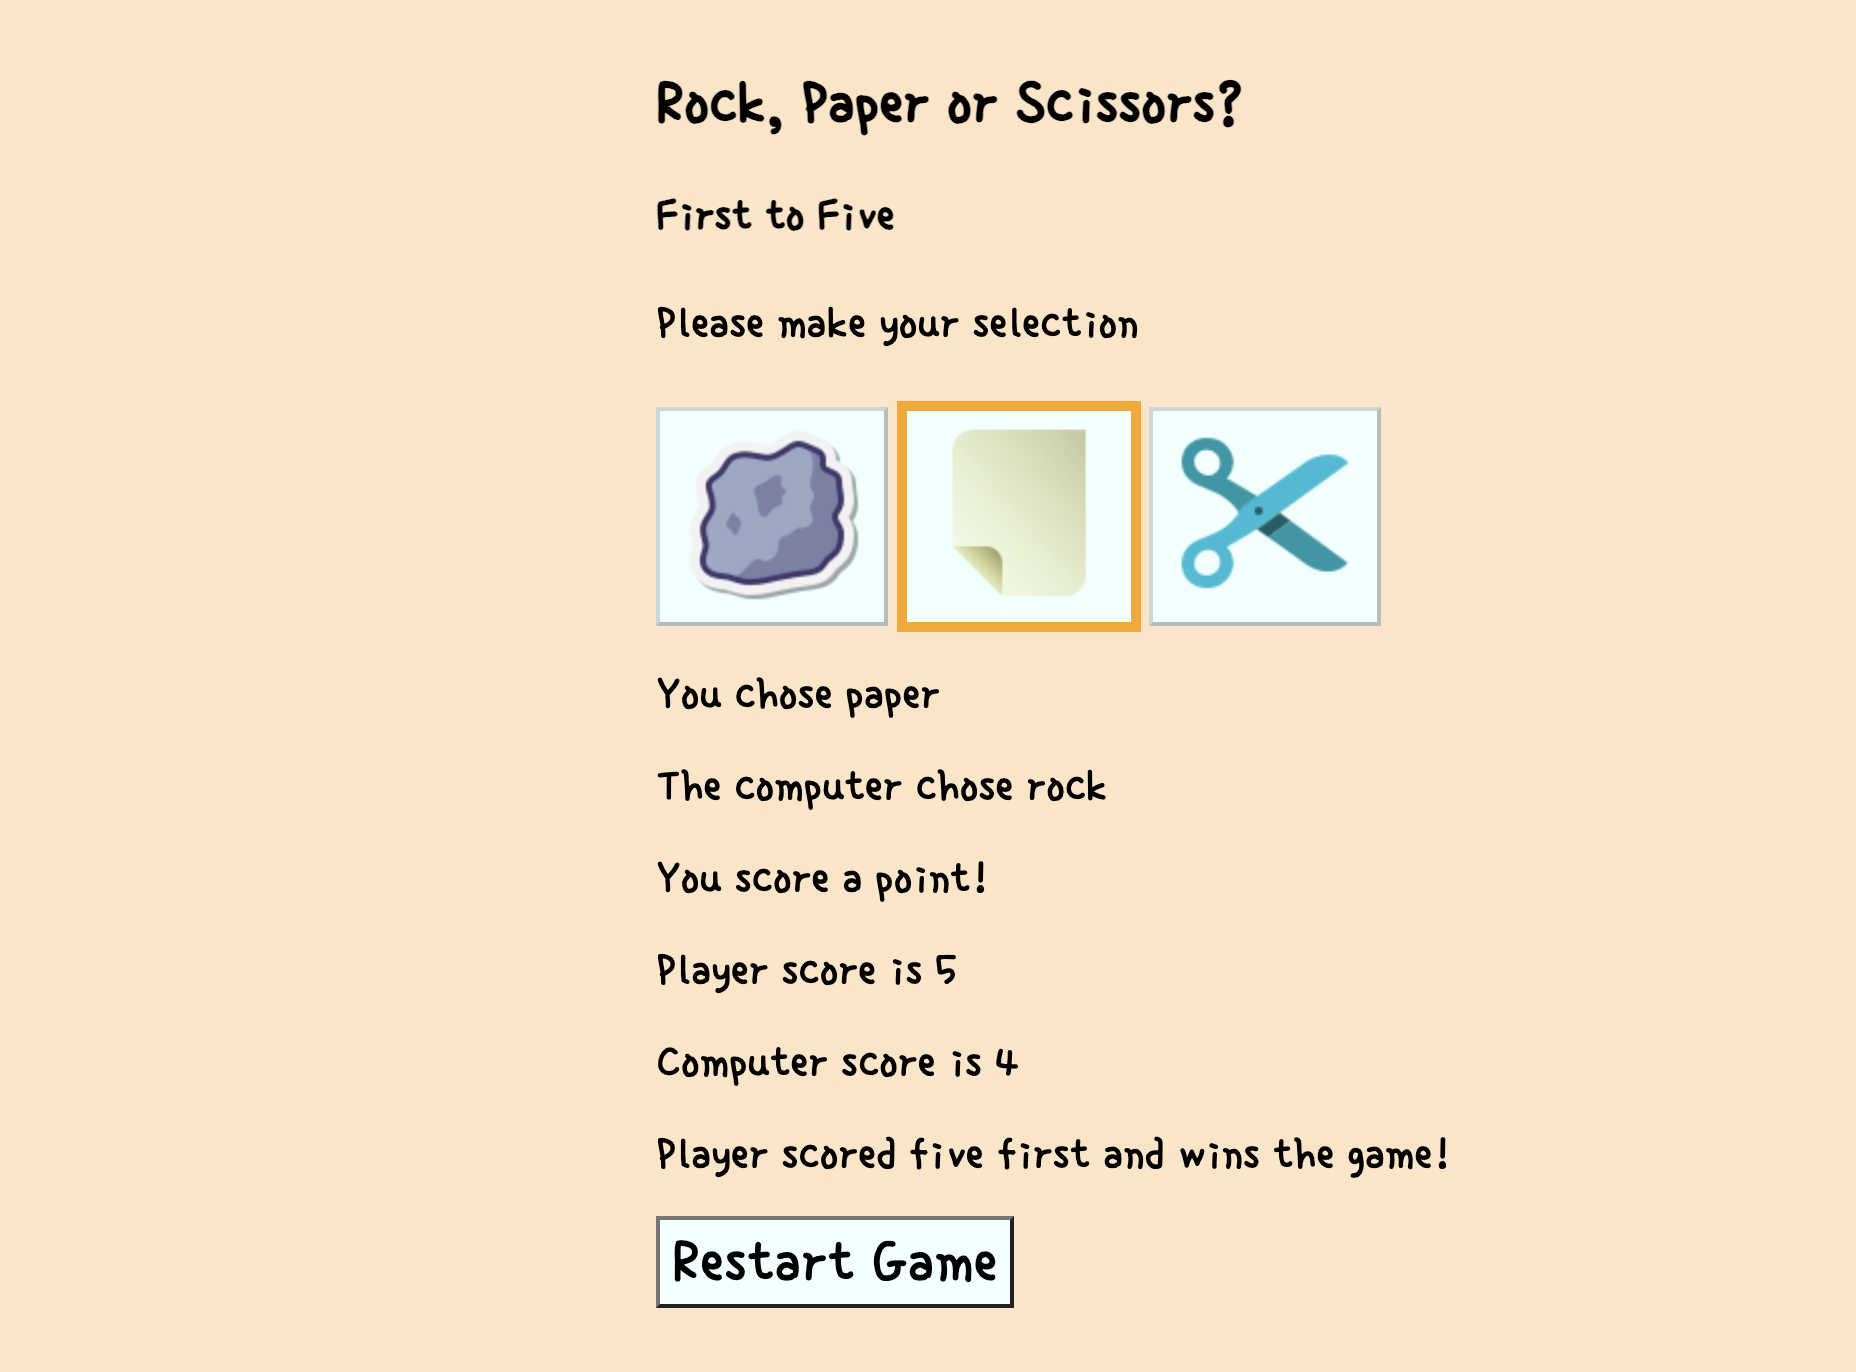 Rock, Paper or Scissors?
First to Five
Please make your selection
You chose paper
The computer chose rock
You score a point!
Player score is 5
Computer score is 4
Player scored five first and wins the game!
Restart Game